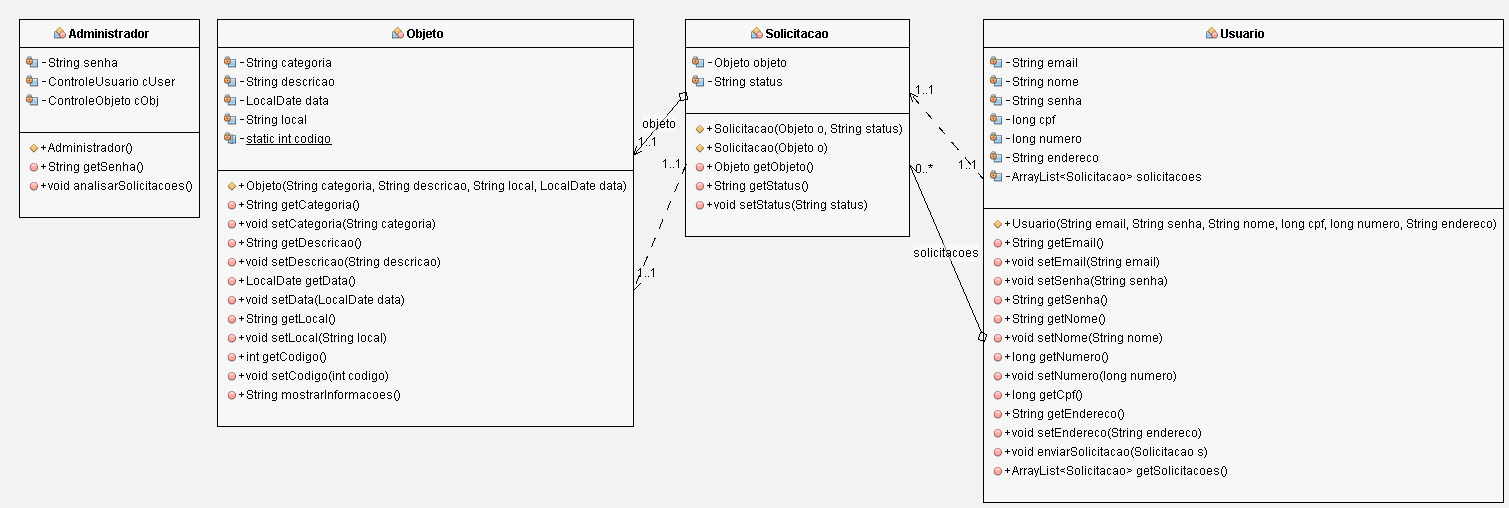 Administrador
-String senha
-ControleUsuario cUser
-ControleObjeto cObj
+Administrador()
+String getSenha()
+void analisarSolicitacoes()
Objeto
-String categoria
-String descricao
-LocalDate data
-String local
-static int codigo
+Objeto(String categoria, String descricao, String local, LocalDate data)
+String getCategoria()
+void setCategoria(String categoria)
+String getDescricao()
+void setDescricao(String descricao)
+LocalDate getData()
+void setData(LocalDate data)
+String getLocal()
+void setLocal(String local)
+int getCodigo()
+void setCodigo(int codigo)
+String mostrarInformacoes()
objeto
1..1
1..1
1..1
Solicitacao
-Objeto objeto
-String status
+Solicitacao(Objeto o, String status)
+Solicitacao(Objeto o)
+Objeto getObjeto()
+String getStatus()
+void setStatus(String status)
1..1
1..1
0..*
solicitacoes
Usuario
-String email
-String nome
-String senha
-long cpf
-long numero
-String endereco
-ArrayList<Solicitacao> solicitacoes
+Usuario(String email, String senha, String nome, long cpf, long numero, String endereco)
+String getEmail()
+void setEmail(String email)
+void setSenha(String senha)
+String getSenha()
+String getNome()
+void setNome(String nome)
+long getNumero()
+void setNumero(long numero)
+long getCpf()
+String getEndereco()
+void setEndereco(String endereco)
+void enviarSolicitacao(Solicitacao s)
+ArrayList<Solicitacao> getSolicitacoes()